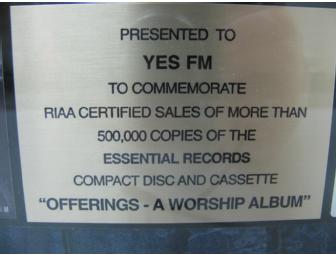 PRESENTED TO
YES FM
TO COMMEMORATE
RIAA CERTIFIED SALES OF MORE THAN
500,000 COPIES OF THE
ESSENTIAL RECORDS
COMPACT DISC AND CASSETTE
"OFFERINGS - A WORSHIP ALBUM"